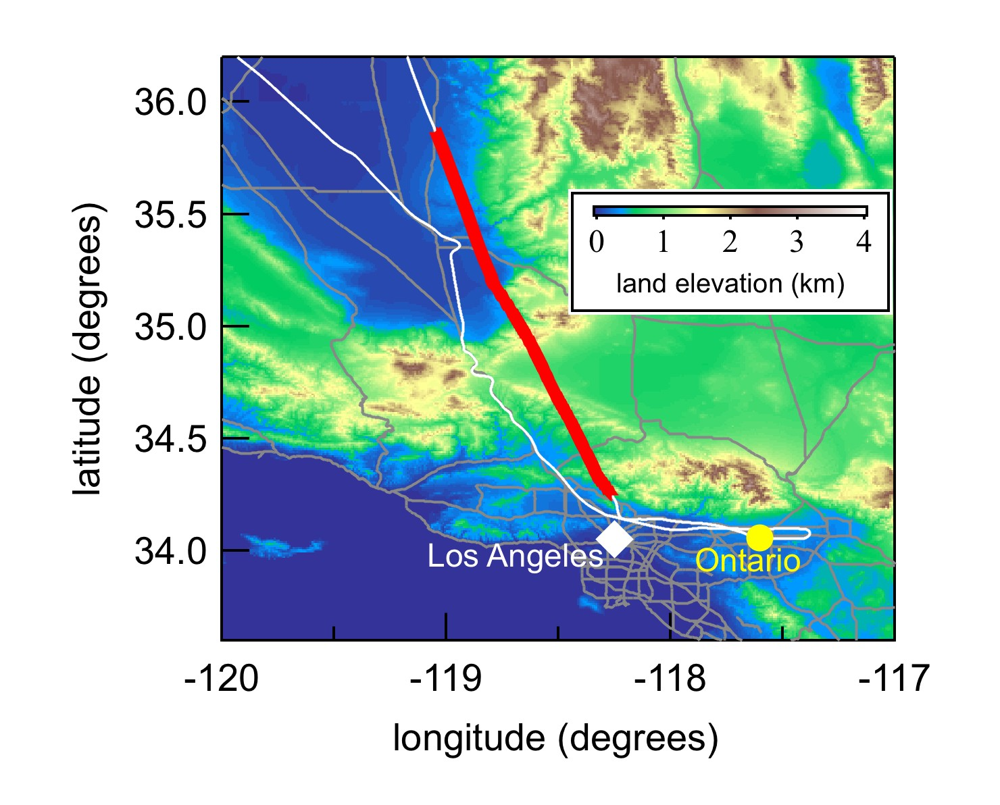 36.0
35.5
35.0
34.5
34.0
latitude (degrees)
0 1 2 3 4
land elevation (km)
Los Angeles
Ontario
-120 -119 -118 -117
longitude (degrees)